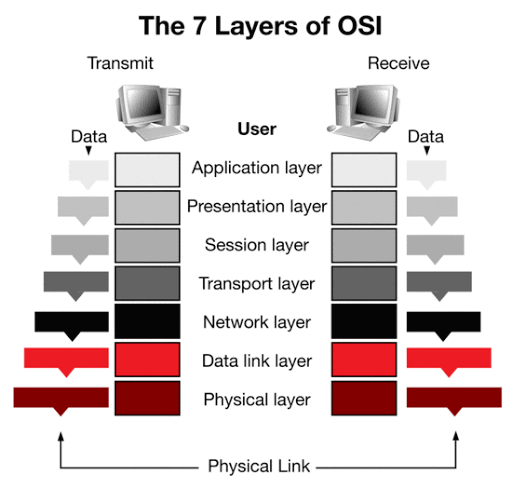 The 7 Layers of OSI
Transmit
Receive
User
Data
Data
Application layer
Presentation layer
Session layer
Transport layer
Network layer
Data link layer
Physical layer
Physical Link